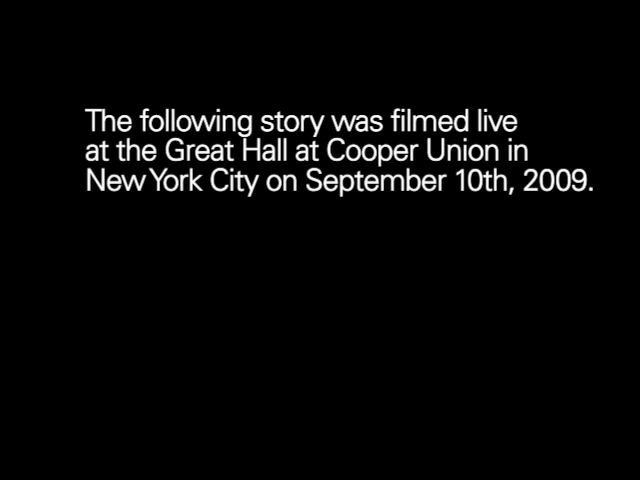 The following story was filmed live
at the Great Hall at Cooper Union in
New York City on September 10th, 2009.